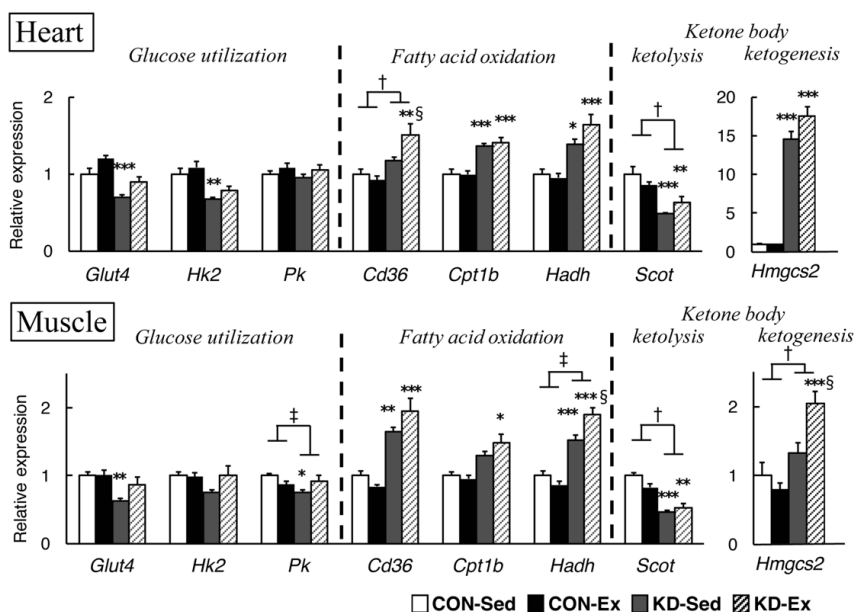 Heart
Glucose utilization
Fatty acid oxidation
Ketone body
ketolysis ketogenesis
Relative expression
2
1
0
***
**
†
** §
***
***
*
***
†
***
**
20
15
10
5
0
***
***
Glut4 Hk2 Pk Cd36 Cpt1b Hadh Scot Hmgcs2
Muscle
Glucose utilization
Fatty acid oxidation
Ketone body
ketolysis ketogenesis
Relative expression
2
1
0
**
‡
*
**
***
*
‡
***
*** §
†
***
**
2
1
0
†
***§
Glut4 Hk2 Pk Cd36 Cpt1b Hadh Scot Hmgcs2
CON-Sed CON-Ex KD-Sed KD-Ex